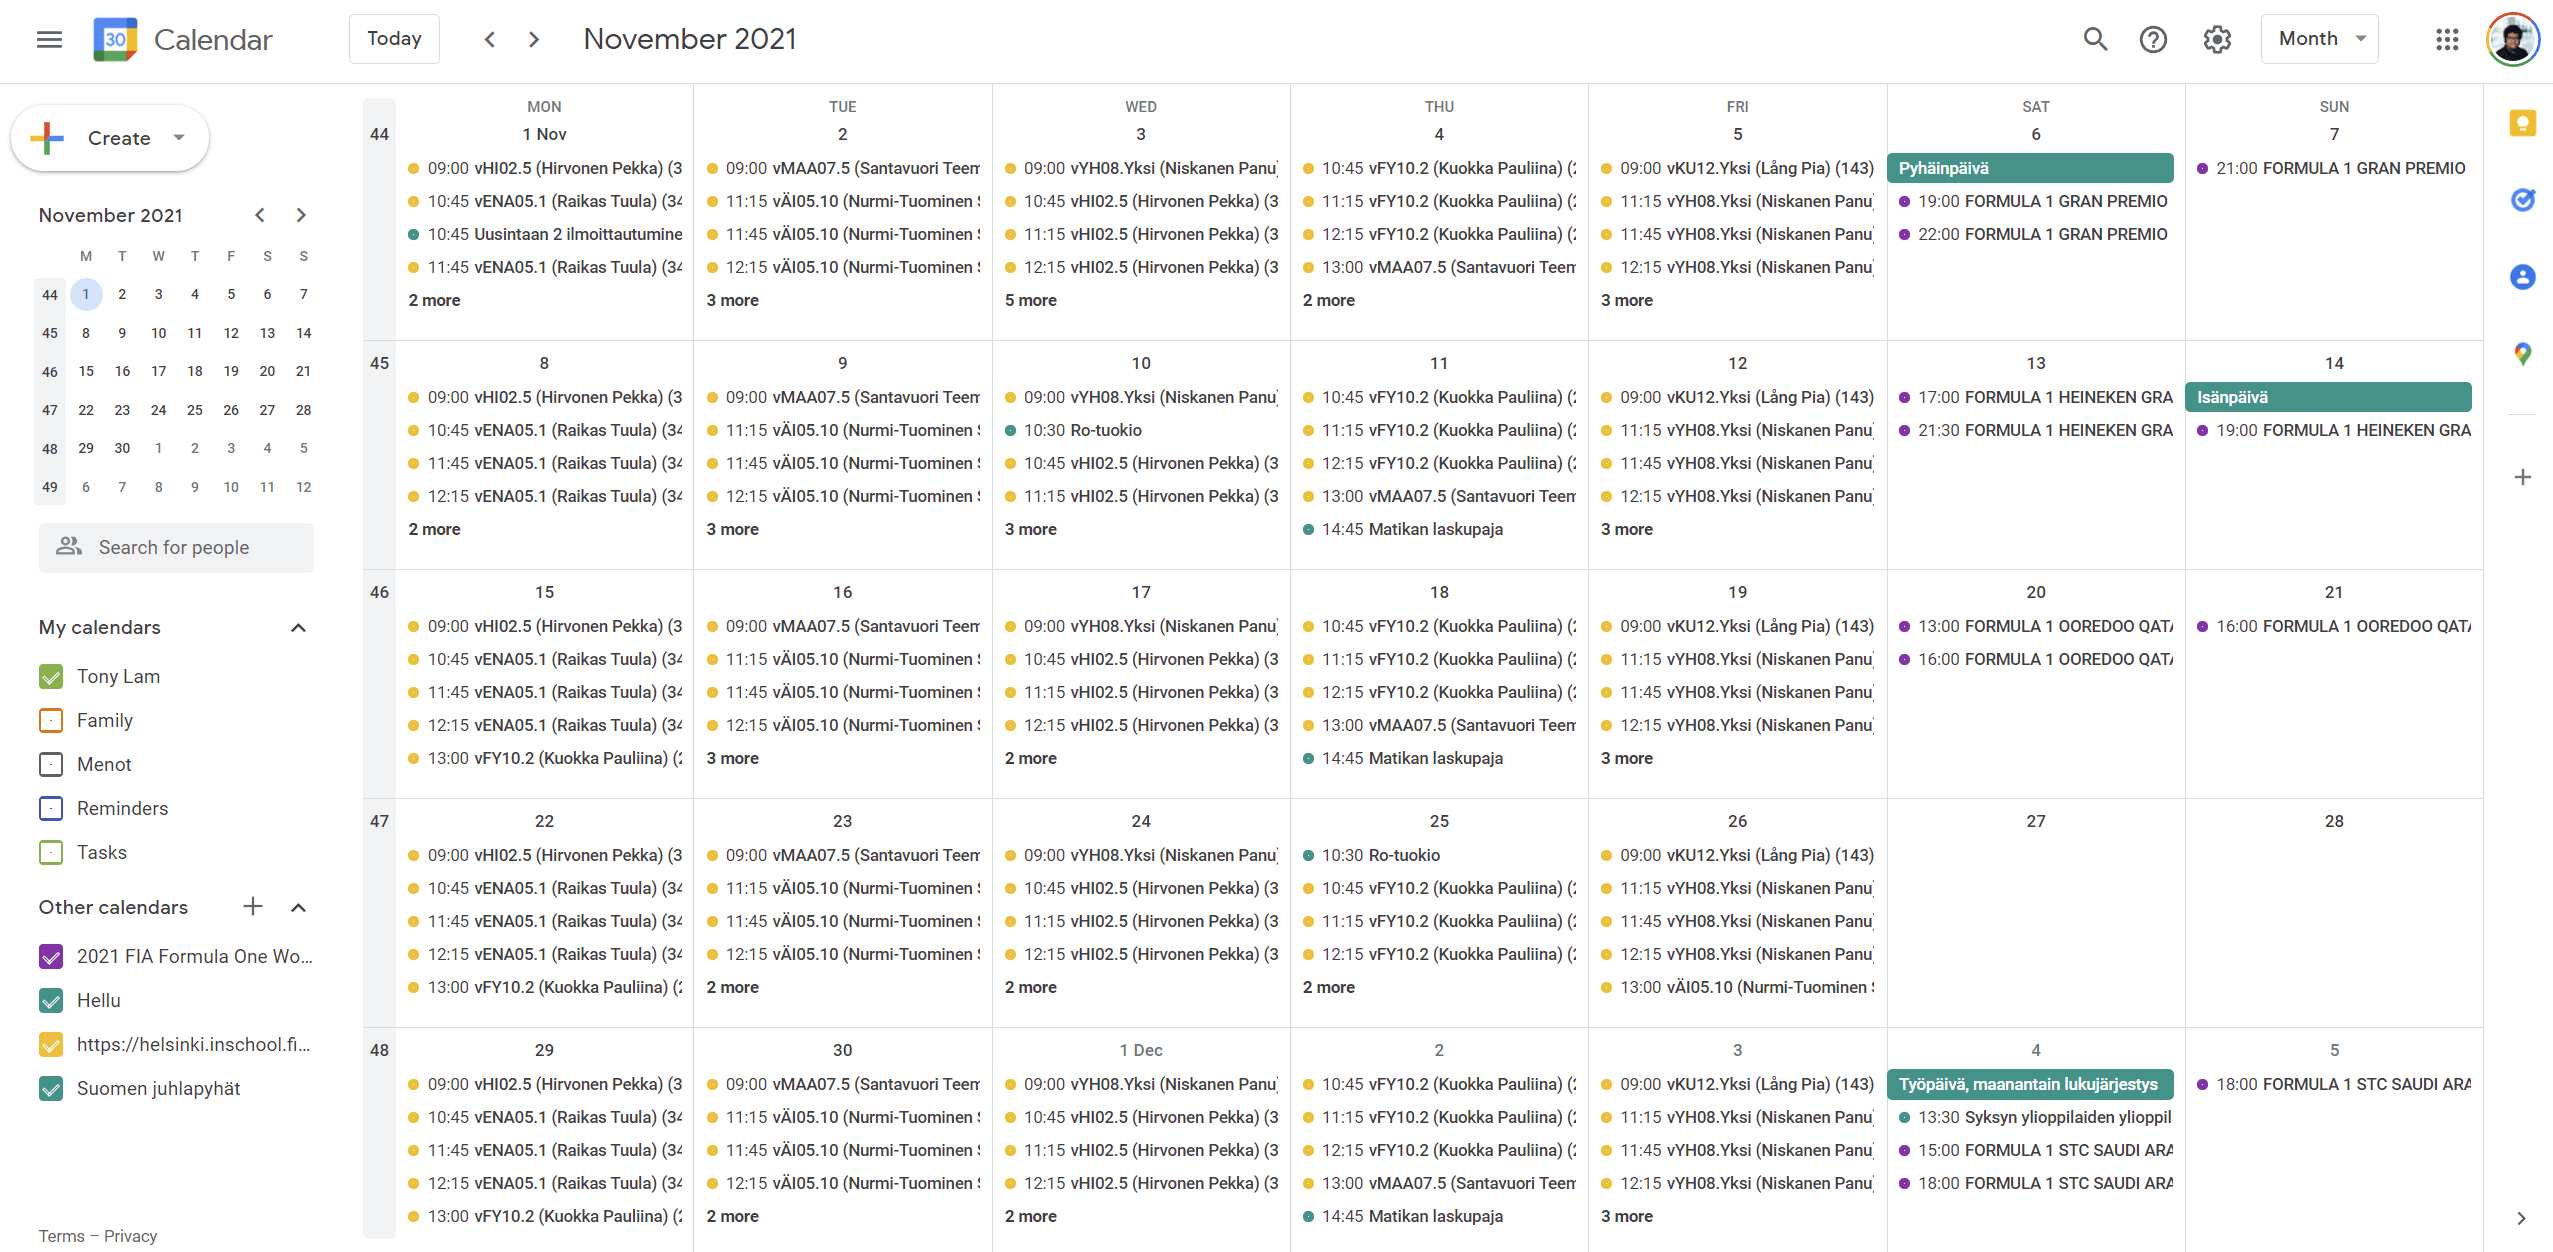 30 Calendar Today November 2021 Month
Create
November 2021
M T W T F S S
44 1 2 3 4 5 6 7
45 8 9 10 11 12 13 14
46 15 16 17 18 19 20 21
47 22 23 24 25 26 27 28
48 29 30 1 2 3 4 5
49 6 7 8 9 10 11 12
Search for people
My calendars
Tony Lam
Family
Menot
Reminders
Tasks
Other calendars
2021 FIA Formula One Wo...
Hellu
https://helsinki.inschool.fi...
Suomen juhlapyhät
Terms – Privacy
MON TUE WED THU FRI SAT SUN
44
1 Nov
09:00 vHI02.5 (Hirvonen Pekka) (3
10:45 vENA05.1 (Raikas Tuula) (34
10:45 Uusintaan 2 ilmoittautumine
11:45 vENA05.1 (Raikas Tuula) (34
2 more
2
09:00 vMAA07.5 (Santavuori Teem
11:15 vÄI05.10 (Nurmi-Tuominen
11:45 vÄI05.10 (Nurmi-Tuominen
12:15 vÄI05.10 (Nurmi-Tuominen
3 more
3
09:00 vYH08.Yksi (Niskanen Panu)
10:45 vHI02.5 (Hirvonen Pekka) (3
11:15 vHI02.5 (Hirvonen Pekka) (3
12:15 vHI02.5 (Hirvonen Pekka) (3
5 more
4
10:45 vFY10.2 (Kuokka Pauliina) (2
11:15 vFY10.2 (Kuokka Pauliina) (2
12:15 vFY10.2 (Kuokka Pauliina) (2
13:00 vMAA07.5 (Santavuori Teem
2 more
5
09:00 vKU12.Yksi (Lång Pia) (143)
11:15 vYH08.Yksi (Niskanen Panu)
11:45 vYH08.Yksi (Niskanen Panu)
12:15 vYH08.Yksi (Niskanen Panu)
3 more
6
Pyhäinpäivä
19:00 FORMULA 1 GRAN PREMIO
22:00 FORMULA 1 GRAN PREMIO
7
21:00 FORMULA 1 GRAN PREMIO
45
8
09:00 vHI02.5 (Hirvonen Pekka) (3
10:45 vENA05.1 (Raikas Tuula) (34
11:45 vENA05.1 (Raikas Tuula) (34
12:15 vENA05.1 (Raikas Tuula) (34
2 more
9
09:00 vMAA07.5 (Santavuori Teem
11:15 vÄI05.10 (Nurmi-Tuominen
11:45 vÄI05.10 (Nurmi-Tuominen
12:15 vÄI05.10 (Nurmi-Tuominen
3 more
10
09:00 vYH08.Yksi (Niskanen Panu)
10:30 Ro-tuokio
10:45 vHI02.5 (Hirvonen Pekka) (3
11:15 vHI02.5 (Hirvonen Pekka) (3
3 more
11
10:45 vFY10.2 (Kuokka Pauliina) (2
11:15 vFY10.2 (Kuokka Pauliina) (2
12:15 vFY10.2 (Kuokka Pauliina) (2
13:00 vMAA07.5 (Santavuori Teem
14:45 Matikan laskupaja
12
09:00 vKU12.Yksi (Lång Pia) (143)
11:15 vYH08.Yksi (Niskanen Panu)
11:45 vYH08.Yksi (Niskanen Panu)
12:15 vYH08.Yksi (Niskanen Panu)
3 more
13
17:00 FORMULA 1 HEINEKEN GRA
21:30 FORMULA 1 HEINEKEN GRA
14
Isänpäivä
19:00 FORMULA 1 HEINEKEN GRA
46
15
09:00 vHI02.5 (Hirvonen Pekka) (3
10:45 vENA05.1 (Raikas Tuula) (34
11:45 vENA05.1 (Raikas Tuula) (34
12:15 vENA05.1 (Raikas Tuula) (34
13:00 vFY10.2 (Kuokka Pauliina) (2
16
09:00 vMAA07.5 (Santavuori Teem
11:15 vÄI05.10 (Nurmi-Tuominen
11:45 vÄI05.10 (Nurmi-Tuominen
12:15 vÄI05.10 (Nurmi-Tuominen
3 more
17
09:00 vYH08.Yksi (Niskanen Panu)
10:45 vHI02.5 (Hirvonen Pekka) (3
11:15 vHI02.5 (Hirvonen Pekka) (3
12:15 vHI02.5 (Hirvonen Pekka) (3
2 more
18
10:45 vFY10.2 (Kuokka Pauliina) (2
11:15 vFY10.2 (Kuokka Pauliina) (2
12:15 vFY10.2 (Kuokka Pauliina) (2
13:00 vMAA07.5 (Santavuori Teem
14:45 Matikan laskupaja
19
09:00 vKU12.Yksi (Lång Pia) (143)
11:15 vYH08.Yksi (Niskanen Panu)
11:45 vYH08.Yksi (Niskanen Panu)
12:15 vYH08.Yksi (Niskanen Panu)
3 more
20
13:00 FORMULA 1 OOREDOO QATA
16:00 FORMULA 1 OOREDOO QATA
21
16:00 FORMULA 1 OOREDOO QATA
47
22
09:00 vHI02.5 (Hirvonen Pekka) (3
10:45 vENA05.1 (Raikas Tuula) (34
11:45 vENA05.1 (Raikas Tuula) (34
12:15 vENA05.1 (Raikas Tuula) (34
13:00 vFY10.2 (Kuokka Pauliina) (2
23
09:00 vMAA07.5 (Santavuori Teem
11:15 vÄI05.10 (Nurmi-Tuominen
11:45 vÄI05.10 (Nurmi-Tuominen
12:15 vÄI05.10 (Nurmi-Tuominen
2 more
24
09:00 vYH08.Yksi (Niskanen Panu)
10:45 vHI02.5 (Hirvonen Pekka) (3
11:15 vHI02.5 (Hirvonen Pekka) (3
12:15 vHI02.5 (Hirvonen Pekka) (3
2 more
25
10:30 Ro-tuokio
10:45 vFY10.2 (Kuokka Pauliina) (2
11:15 vFY10.2 (Kuokka Pauliina) (2
12:15 vFY10.2 (Kuokka Pauliina) (2
2 more
26
09:00 vKU12.Yksi (Lång Pia) (143)
11:15 vYH08.Yksi (Niskanen Panu)
11:45 vYH08.Yksi (Niskanen Panu)
12:15 vYH08.Yksi (Niskanen Panu)
13:00 vÄI05.10 (Nurmi-Tuominen
27
28
48
29
09:00 vHI02.5 (Hirvonen Pekka) (3
10:45 vENA05.1 (Raikas Tuula) (34
11:45 vENA05.1 (Raikas Tuula) (34
12:15 vENA05.1 (Raikas Tuula) (34
13:00 vFY10.2 (Kuokka Pauliina) (2
30
09:00 vMAA07.5 (Santavuori Teem
11:15 vÄI05.10 (Nurmi-Tuominen
11:45 vÄI05.10 (Nurmi-Tuominen
12:15 vÄI05.10 (Nurmi-Tuominen
2 more
1 Dec
09:00 vYH08.Yksi (Niskanen Panu)
10:45 vHI02.5 (Hirvonen Pekka) (3
11:15 vHI02.5 (Hirvonen Pekka) (3
12:15 vHI02.5 (Hirvonen Pekka) (3
2 more
2
10:45 vFY10.2 (Kuokka Pauliina) (2
11:15 vFY10.2 (Kuokka Pauliina) (2
12:15 vFY10.2 (Kuokka Pauliina) (2
13:00 vMAA07.5 (Santavuori Teem
14:45 Matikan laskupaja
3
09:00 vKU12.Yksi (Lång Pia) (143)
11:15 vYH08.Yksi (Niskanen Panu)
11:45 vYH08.Yksi (Niskanen Panu)
12:15 vYH08.Yksi (Niskanen Panu)
3 more
4
Työpäivä, maanantain lukujärjestys
13:30 Syksyn ylioppilaiden ylioppil
15:00 FORMULA 1 STC SAUDI ARA
18:00 FORMULA 1 STC SAUDI ARA
5
18:00 FORMULA 1 STC SAUDI ARA